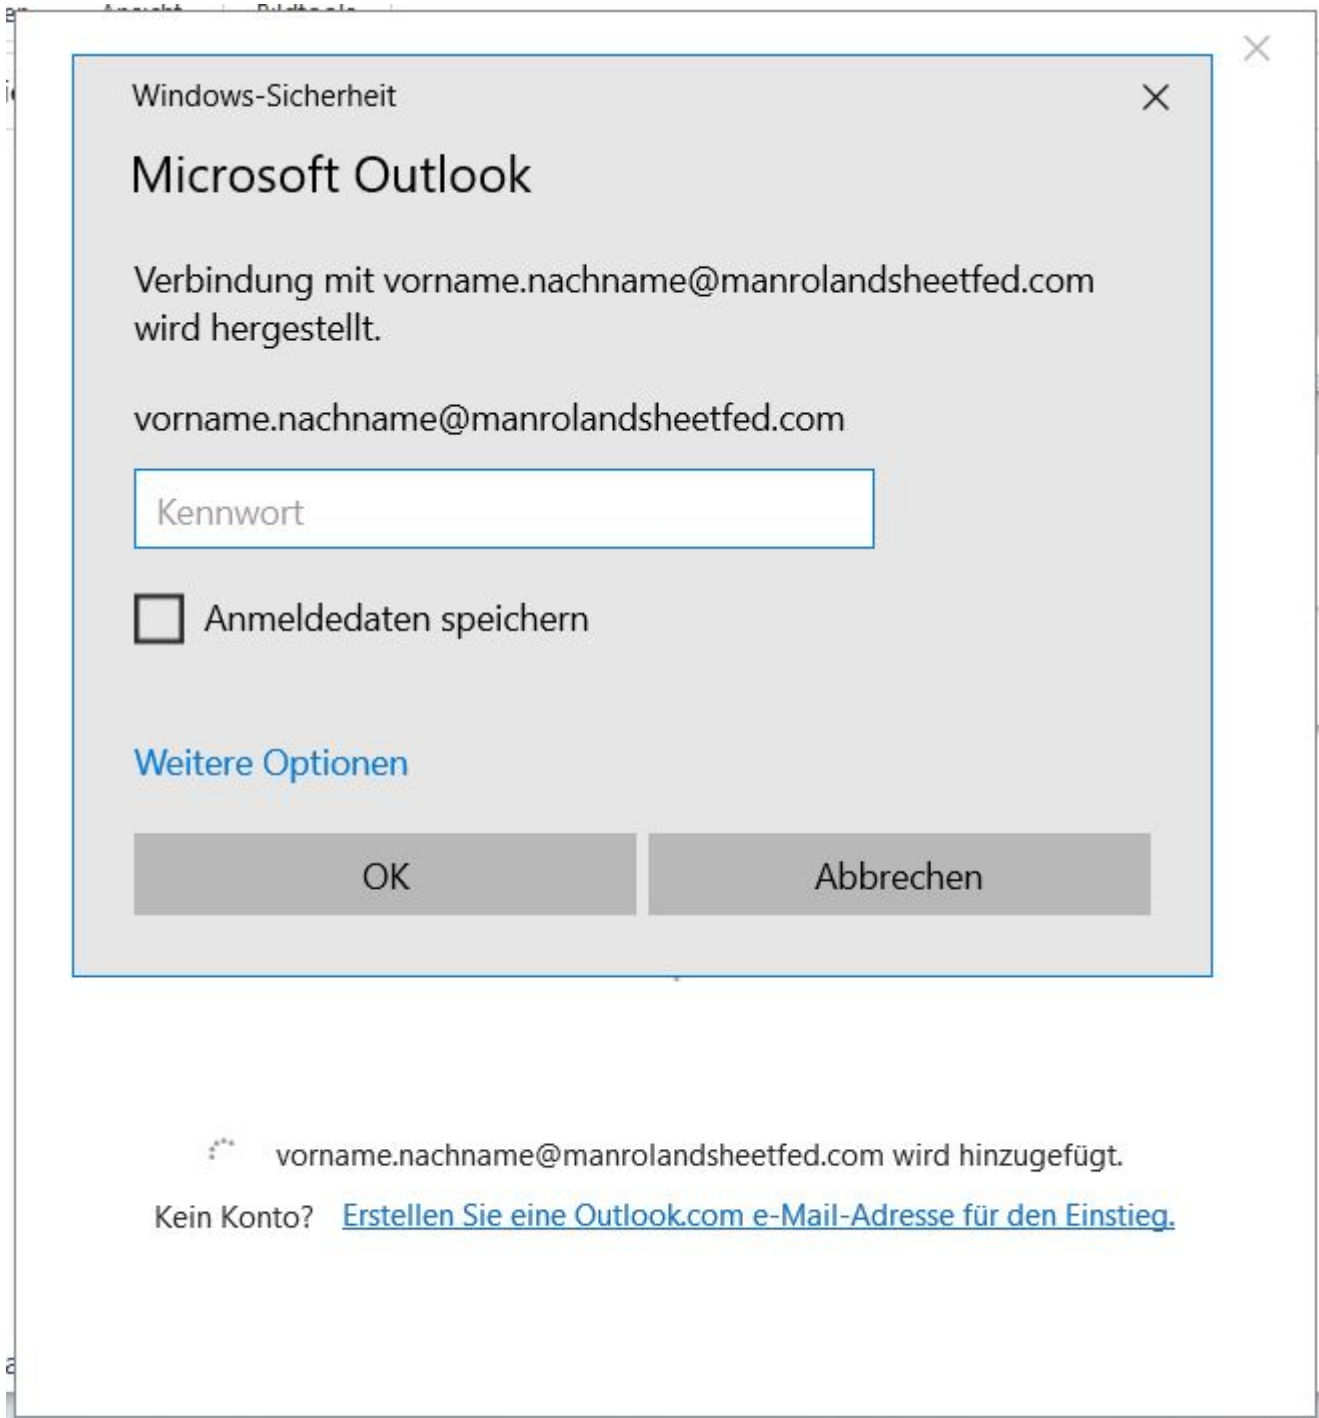 Ansicht Bildtools
Windows-Sicherheit
Microsoft Outlook
Verbindung mit vorname.nachname@manrolandsheetfed.com
wird hergestellt.
vorname.nachname@manrolandsheetfed.com
Kennwort
Anmeldedaten speichern
Weitere Optionen
OK Abbrechen
vorname.nachname@manrolandsheetfed.com wird hinzugefügt.
Kein Konto? Erstellen Sie eine Outlook.com e-Mail-Adresse für den Einstieg.